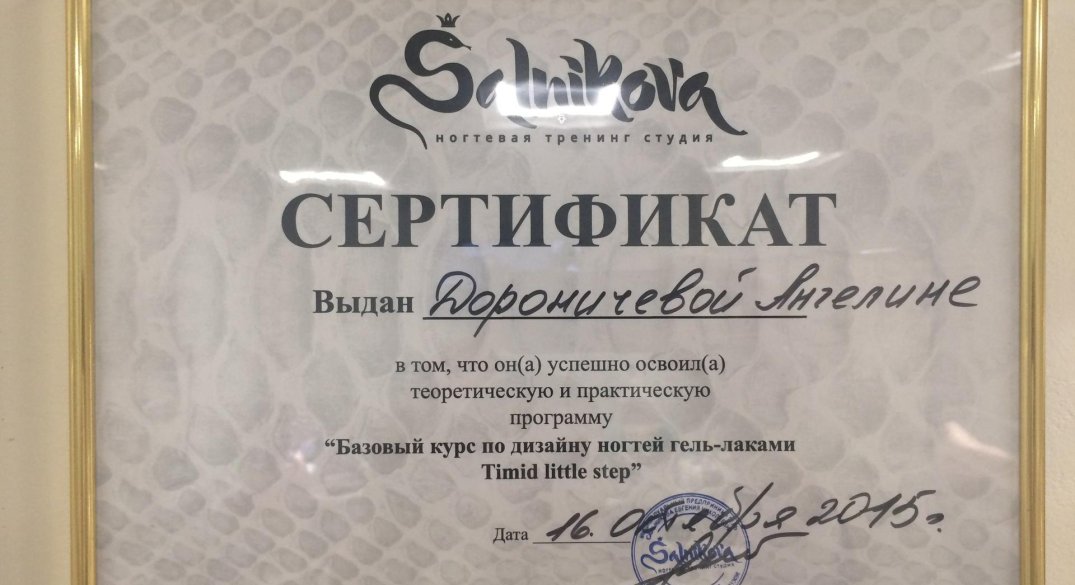 Salnikova
ногтевая тренинг студия
СЕРТИФИКАТ
Выдан Дороничевой Ангелине
в том, что он(а) успешно освоил(а)
теоретическую и практическую
программу
“Базовый курс по дизайну ногтей гель-лаками
Timid little step”
Дата 16. октября 2015г.
Salnikova